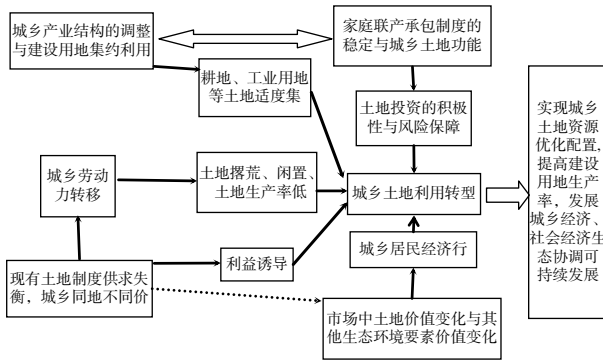 城乡产业结构的调整
与建设用地集约利用
家庭联产承包制度的
稳定与城乡土地功能
耕地、工业用地
等土地适度集
土地投资的积极
性与风险保障
城乡劳动
力转移
土地撂荒、闲置、
土地生产率低
城乡土地利用转型
实现城乡
土地资源
优化配置,
提高建设
用地生产
率，发展
城乡经济、
社会经济生
态协调可
持续发展
利益诱导
城乡居民经济行
现有土地制度供求失
衡，城乡同地不同价
市场中土地价值变化与其
他生态环境要素价值变化